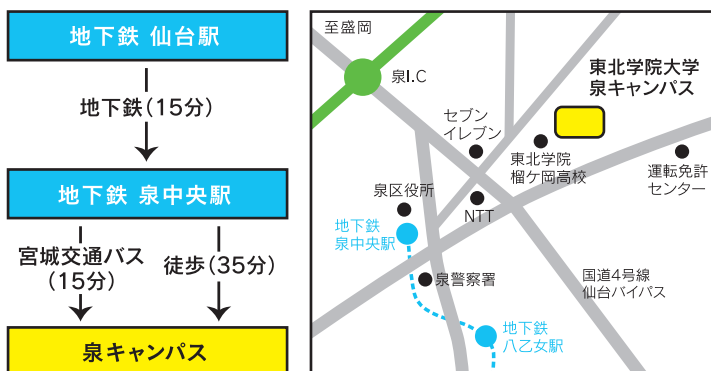 地下鉄 仙台駅
地下鉄(15分)
地下鉄 泉中央駅
宮城交通バス
(15分)
徒歩(35分)
泉キャンパス
至盛岡
泉I.C
東北学院大学
泉キャンパス
セブン
イレブン
東北学院
榴ケ岡高校
運転免許
センター
泉区役所
NTT
地下鉄
泉中央駅
泉警察署
国道4号線
仙台バイパス
地下鉄
八乙女駅